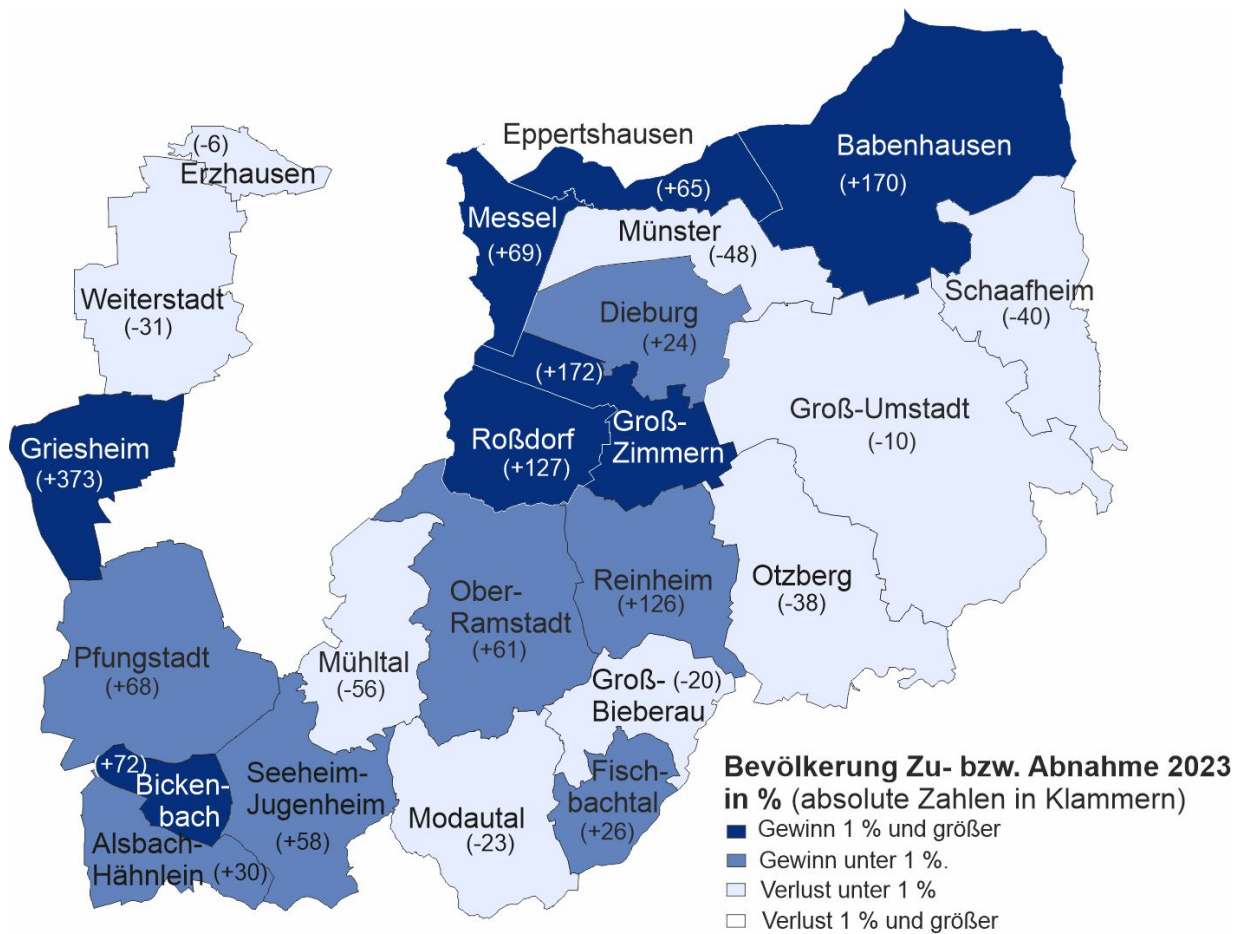 Eppertshausen
(+65)
Babenhausen
(+170)
(-6)
Erzhausen
Messel
(+69)
Münster
(-48)
Weiterstadt
(-31)
Schaafheim
(-40)
Dieburg
(+24)
(+172)
Groß-
Zimmern
Groß-Umstadt
(-10)
Griesheim
(+373)
Roßdorf
(+127)
Ober-
Ramstadt
(+61)
Reinheim
(+126)
Otzberg
(-38)
Pfungstadt
(+68)
Mühltal
(-56)
Groß- (-20)
Bieberau
(+72)
Bicken-
bach
Seeheim-
Jugenheim
(+58)
Modautal
(-23)
Fisch-
bachtal
(+26)
Alsbach-
Hähnlein (+30)
Bevölkerung Zu- bzw. Abnahme 2023
in % (absolute Zahlen in Klammern)
Gewinn 1 % und größer
Gewinn unter 1 %.
Verlust unter 1 %
Verlust 1 % und größer